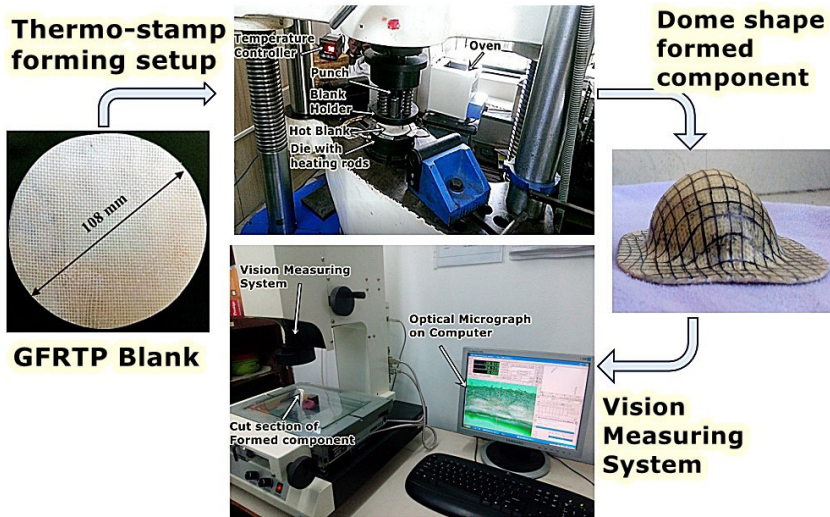 Thermo-stamp
forming setup
Temperature
Controller
Oven
Punch
Blank
Holder
Hot Blank
Die with
heating rods
Dome shape
formed
component
108 mm
GFRTP Blank
Vision Measuring
System
Optical Micrograph
on Computer
Cut section of
Formed component
Vision
Measuring
System